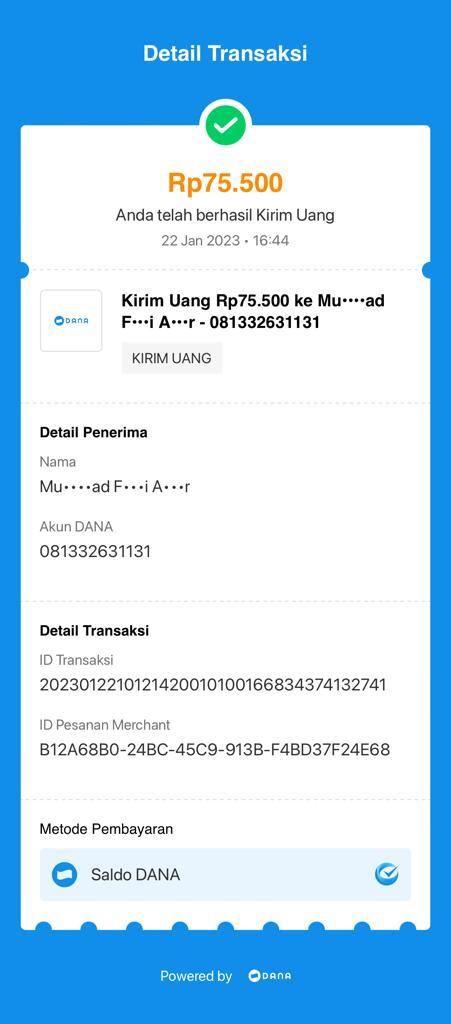 Detail Transaksi
Rp75.500
Anda telah berhasil Kirim Uang
22 Jan 2023 • 16:44
DANA
Kirim Uang Rp75.500 ke Mu••••ad
F•••i A•••r - 081332631131
KIRIM UANG
Detail Penerima
Nama
Mu••••ad F•••i A•••r
Akun DANA
081332631131
Detail Transaksi
ID Transaksi
2023012210121420010100166834374132741
ID Pesanan Merchant
B12A68B0-24BC-45C9-913B-F4BD37F24E68
Metode Pembayaran
Saldo DANA
Powered by DANA